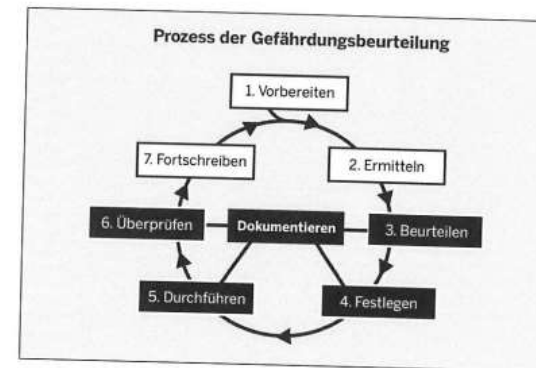 Prozess der Gefährdungsbeurteilung
1. Vorbereiten
2. Ermitteln
3. Beurteilen
4. Festlegen
5. Durchführen
6. Überprüfen
7. Fortschreiben
Dokumentieren